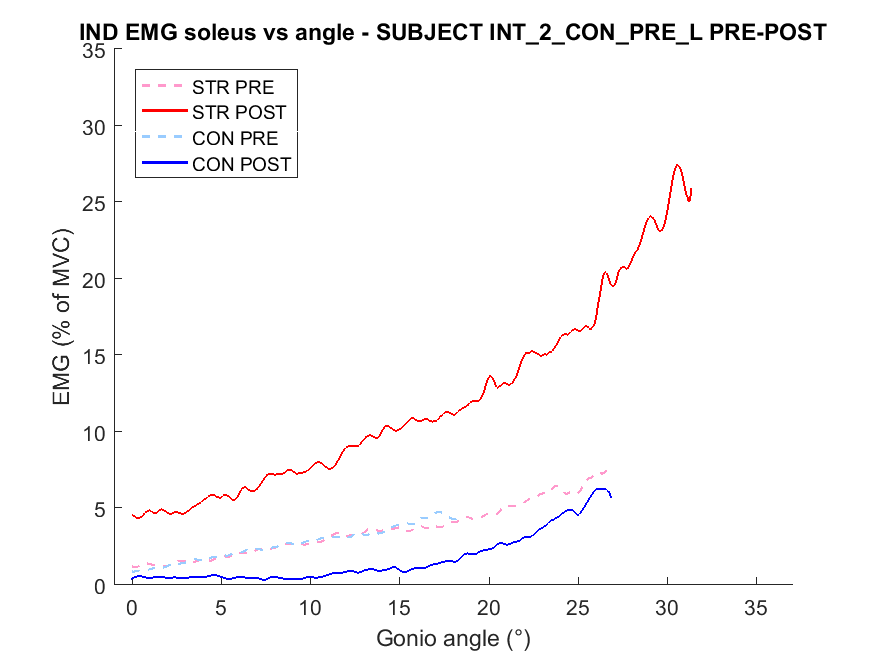 IND EMG soleus vs angle - SUBJECT INT_2_CON_PRE_L PRE-POST
35
30
25
20
15
10
5
0
EMG (% of MVC)
STR PRE
STR POST
CON PRE
CON POST
0 5 10 15 20 25 30 35
Gonio angle (°)